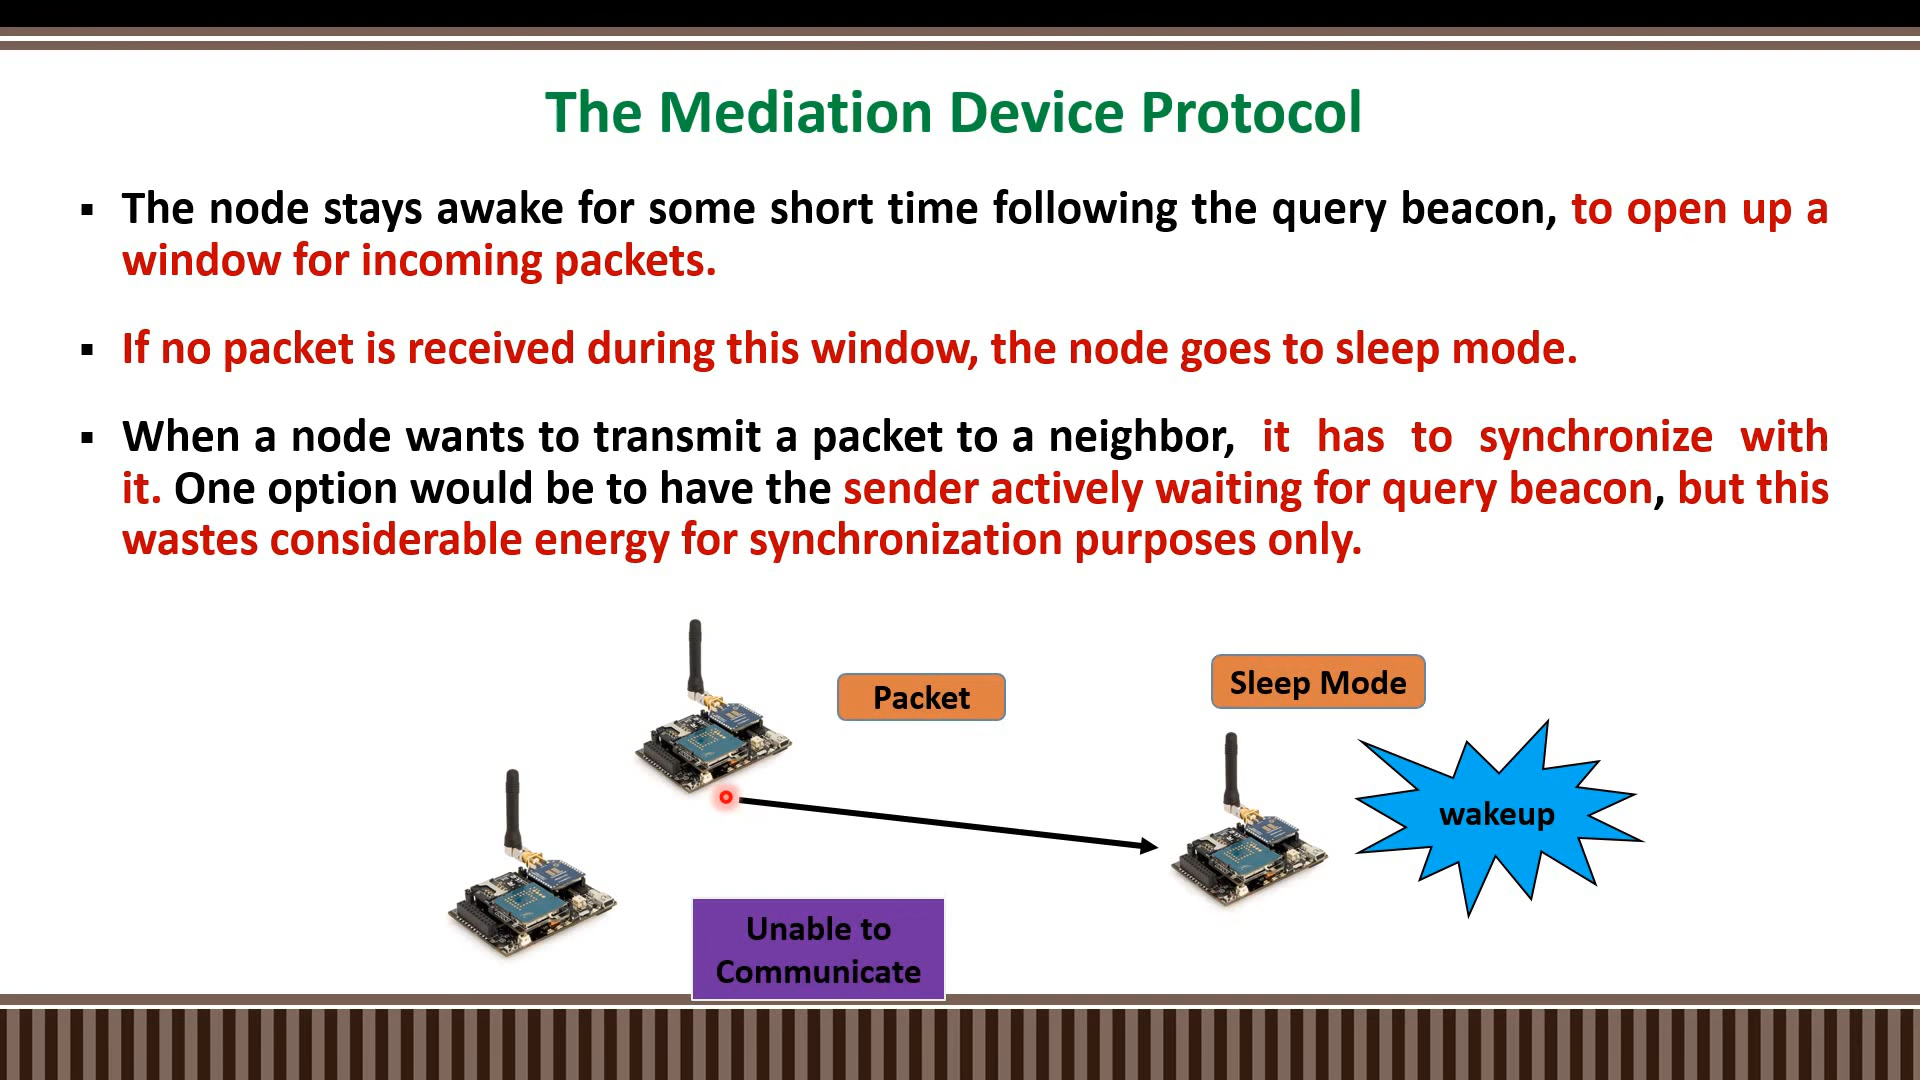 The Mediation Device Protocol
▪ The node stays awake for some short time following the query beacon, to open up a
window for incoming packets.
▪ If no packet is received during this window, the node goes to sleep mode.
▪ When a node wants to transmit a packet to a neighbor, it has to synchronize with
it. One option would be to have the sender actively waiting for query beacon, but this
wastes considerable energy for synchronization purposes only.
Packet
Sleep Mode
wakeup
Unable to
Communicate